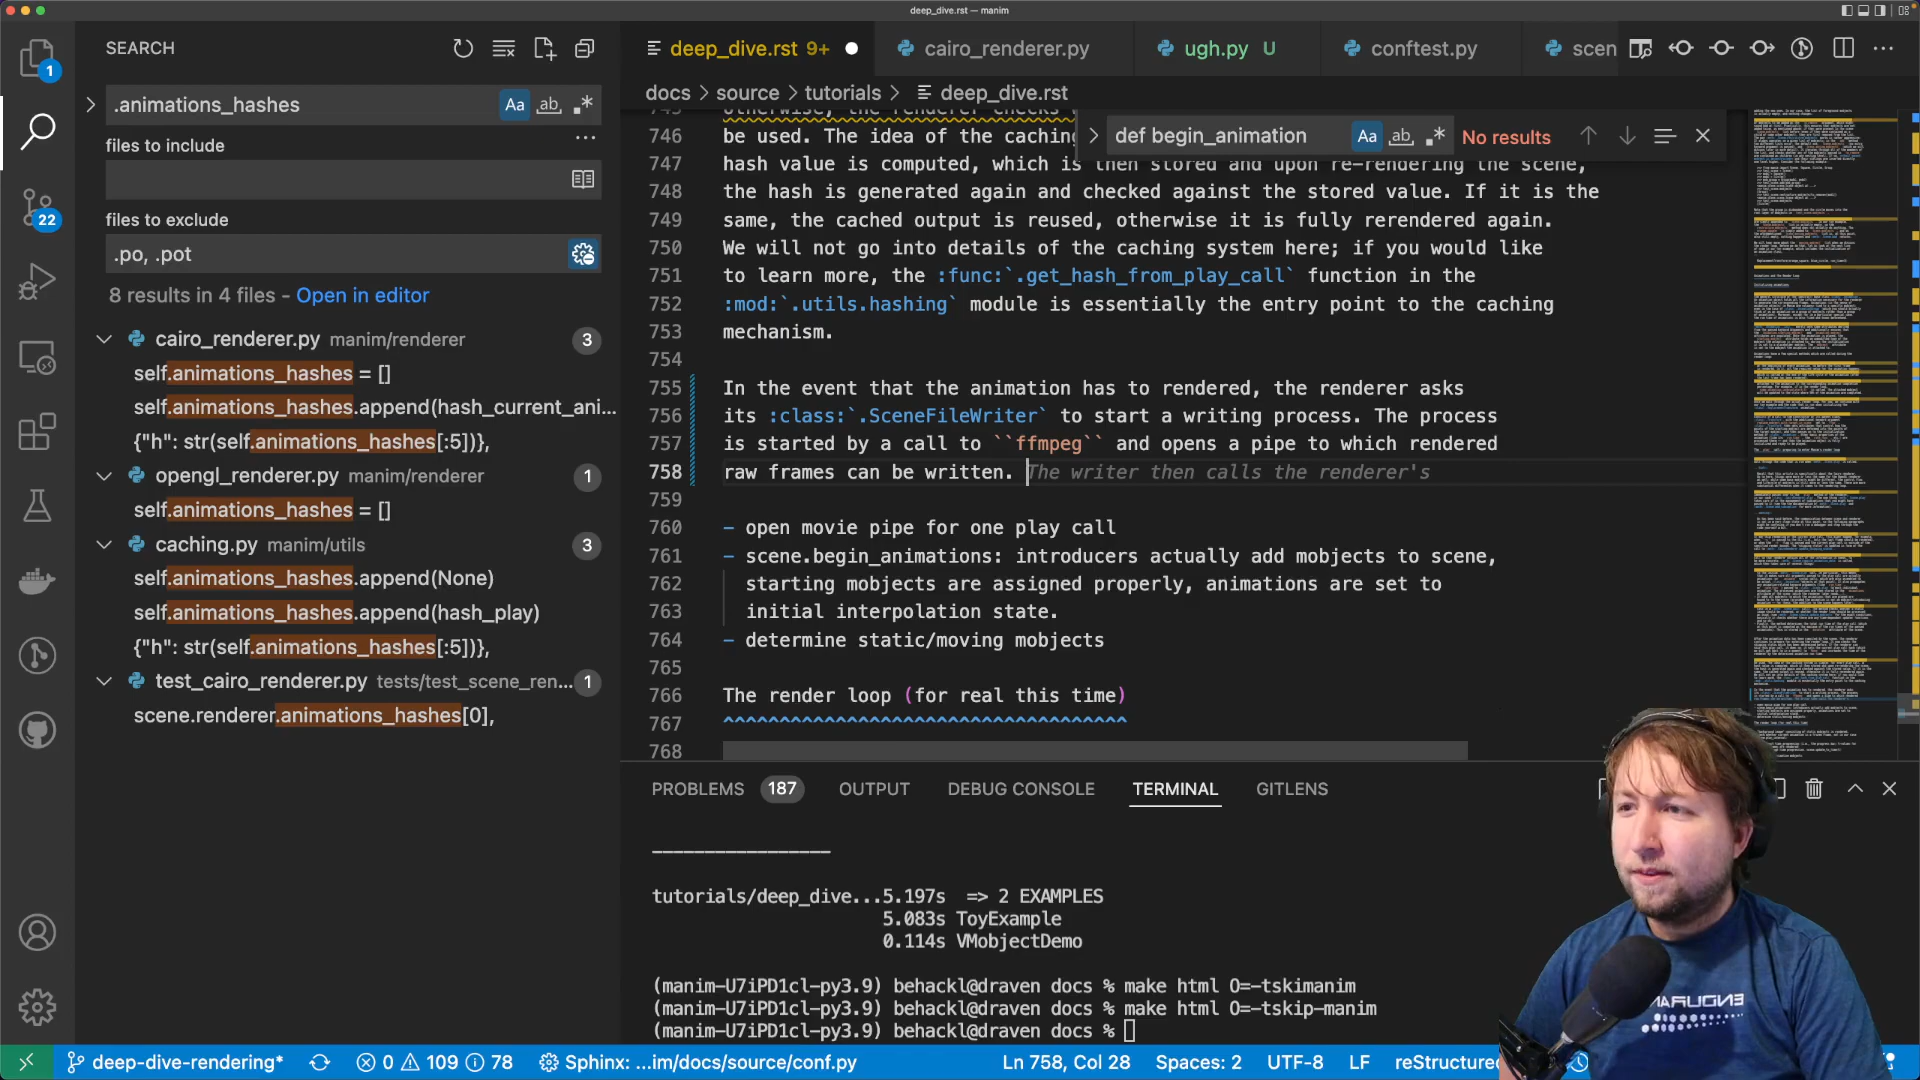 deep_dive.rst — manim
SEARCH
deep_dive.rst 9+
cairo_renderer.py
ugh.py U
conftest.py
scen
1
.animations_hashes
Aa ab .*
docs > source > tutorials > deep_dive.rst
files to include
files to exclude
.po, .pot
22
8 results in 4 files - Open in editor
cairo_renderer.py manim/renderer 3
self.animations_hashes = []
self.animations_hashes.append(hash_current_ani...
{"h": str(self.animations_hashes[:5])},
opengl_renderer.py manim/renderer 1
self.animations_hashes = []
caching.py manim/utils 3
self.animations_hashes.append(None)
self.animations_hashes.append(hash_play)
{"h": str(self.animations_hashes[:5])},
test_cairo_renderer.py tests/test_scene_ren... 1
scene.renderer.animations_hashes[0],
def begin_animation
Aa ab .*
No results
745 otherwise, the renderer checks
746 be used. The idea of the caching
747 hash value is computed, which is then stored and upon re-rendering the scene,
748 the hash is generated again and checked against the stored value. If it is the
749 same, the cached output is reused, otherwise it is fully rerendered again.
750 We will not go into details of the caching system here; if you would like
751 to learn more, the :func:`.get_hash_from_play_call` function in the
752 :mod:`.utils.hashing` module is essentially the entry point to the caching
753 mechanism.
754
755 In the event that the animation has to rendered, the renderer asks
756 its :class:`.SceneFileWriter` to start a writing process. The process
757 is started by a call to ``ffmpeg`` and opens a pipe to which rendered
758 raw frames can be written. The writer then calls the renderer's
759
760 - open movie pipe for one play call
761 - scene.begin_animations: introducers actually add mobjects to scene,
762 starting mobjects are assigned properly, animations are set to
763 initial interpolation state.
764 - determine static/moving mobjects
765
766 The render loop (for real this time)
767 ^^^^^^^^^^^^^^^^^^^^^^^^^^^^^^^^^^^^
768
PROBLEMS 187 OUTPUT DEBUG CONSOLE TERMINAL GITLENS
tutorials/deep_dive...5.197s => 2 EXAMPLES
5.083s ToyExample
0.114s VMobjectDemo
(manim-U7iPD1cl-py3.9) behackl@draven docs % make html O=-tskimanim
(manim-U7iPD1cl-py3.9) behackl@draven docs % make html O=-tskip-manim
(manim-U7iPD1cl-py3.9) behackl@draven docs %
deep-dive-rendering* 0 109 78 Sphinx: ...im/docs/source/conf.py Ln 758, Col 28 Spaces: 2 UTF-8 LF reStructure